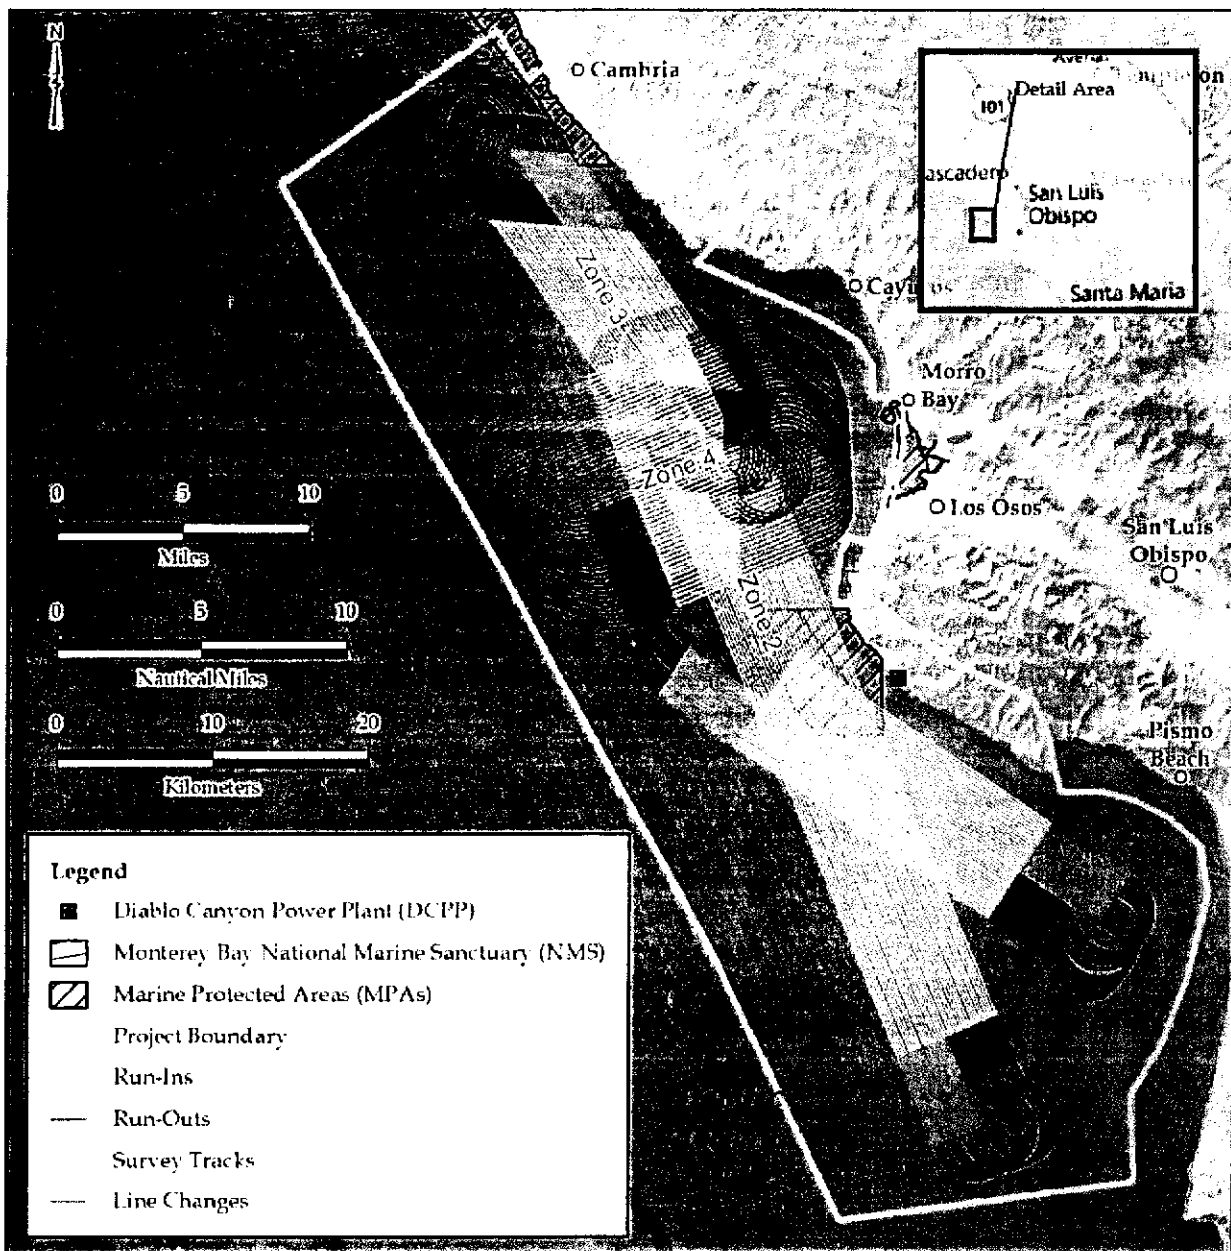 N
Cambria
Detail Area
101
ascadero
San Luis
Obispo
Santa Maria
Zone 3
Morro
Bay
Zone 4
Los Osos
San Luis
Obispo
Zone 2
Pismo
Beach
0 5 10
Miles
0 5 10
Nautical Miles
0 10 20
Kilometers
Legend
Diablo Canyon Power Plant (DCPP)
Monterey Bay National Marine Sanctuary (NMS)
Marine Protected Areas (MPAs)
Project Boundary
Run-Ins
Run-Outs
Survey Tracks
Line Changes